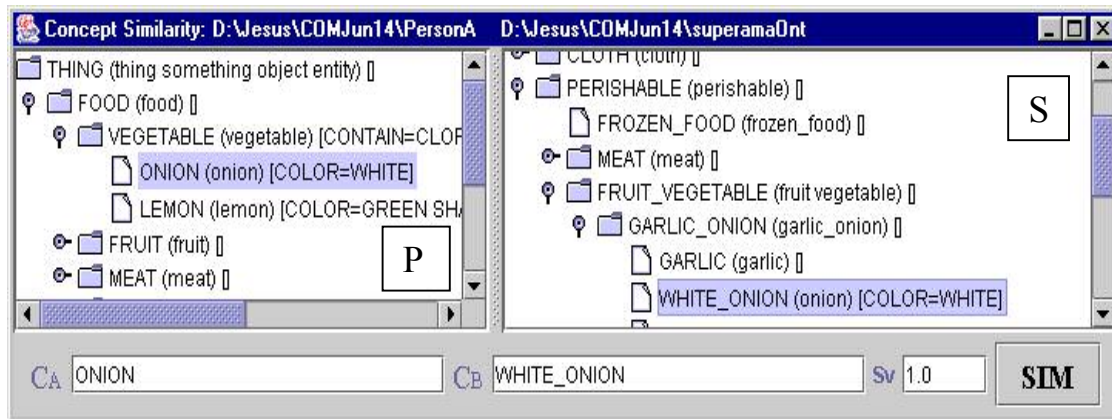 Concept Similarity: D:\Jesus\COMJun14\PersonA D:\Jesus\COMJun14\superamaOnt
THING (thing something object entity) []
FOOD (food) []
VEGETABLE (vegetable) [CONTAIN=CLOR
ONION (onion) [COLOR=WHITE]
LEMON (lemon) [COLOR=GREEN SHA
FRUIT (fruit) []
MEAT (meat) []
P
CLOTH (cloth) []
PERISHABLE (perishable) []
FROZEN_FOOD (frozen_food) []
MEAT (meat) []
FRUIT_VEGETABLE (fruit vegetable) []
GARLIC_ONION (garlic_onion) []
GARLIC (garlic) []
WHITE_ONION (onion) [COLOR=WHITE]
S
CA ONION CB WHITE_ONION Sv 1.0 SIM